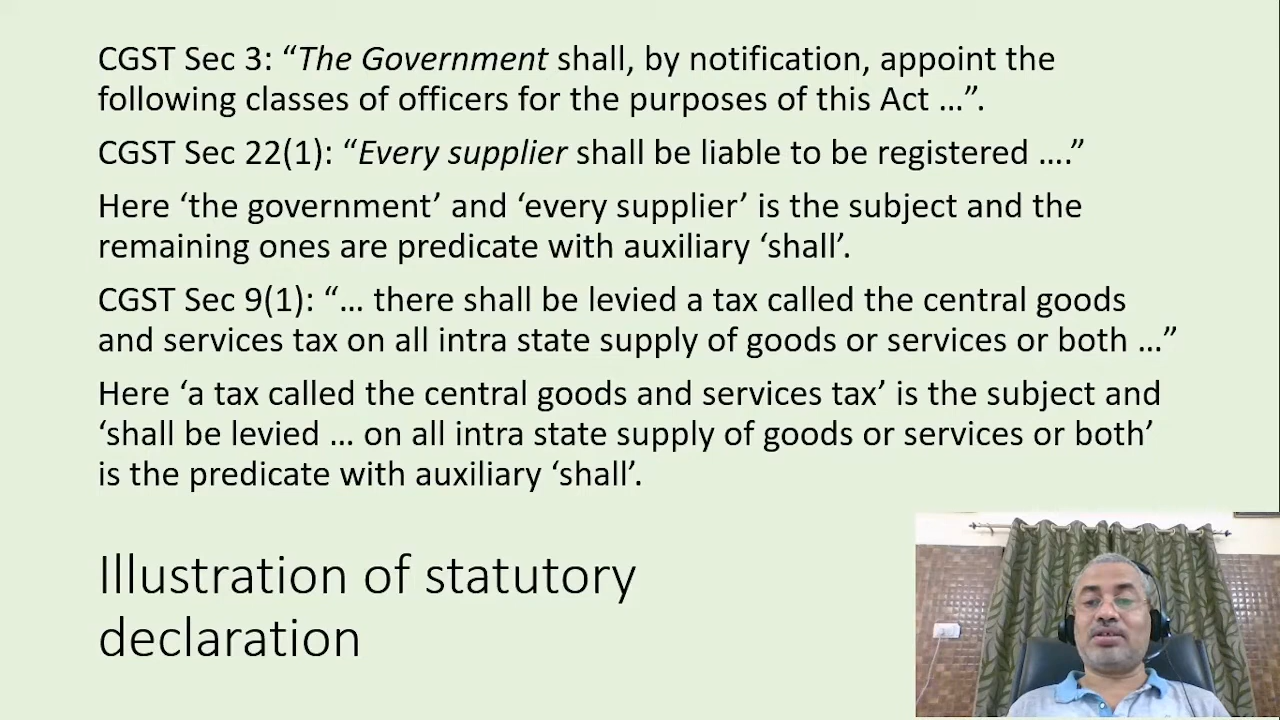 CGST Sec 3: “The Government shall, by notification, appoint the
following classes of officers for the purposes of this Act …”.
CGST Sec 22(1): “Every supplier shall be liable to be registered ….”
Here ‘the government’ and ‘every supplier’ is the subject and the
remaining ones are predicate with auxiliary ‘shall’.
CGST Sec 9(1): “… there shall be levied a tax called the central goods
and services tax on all intra state supply of goods or services or both …”
Here ‘a tax called the central goods and services tax’ is the subject and
‘shall be levied … on all intra state supply of goods or services or both’
is the predicate with auxiliary ‘shall’.
Illustration of statutory
declaration